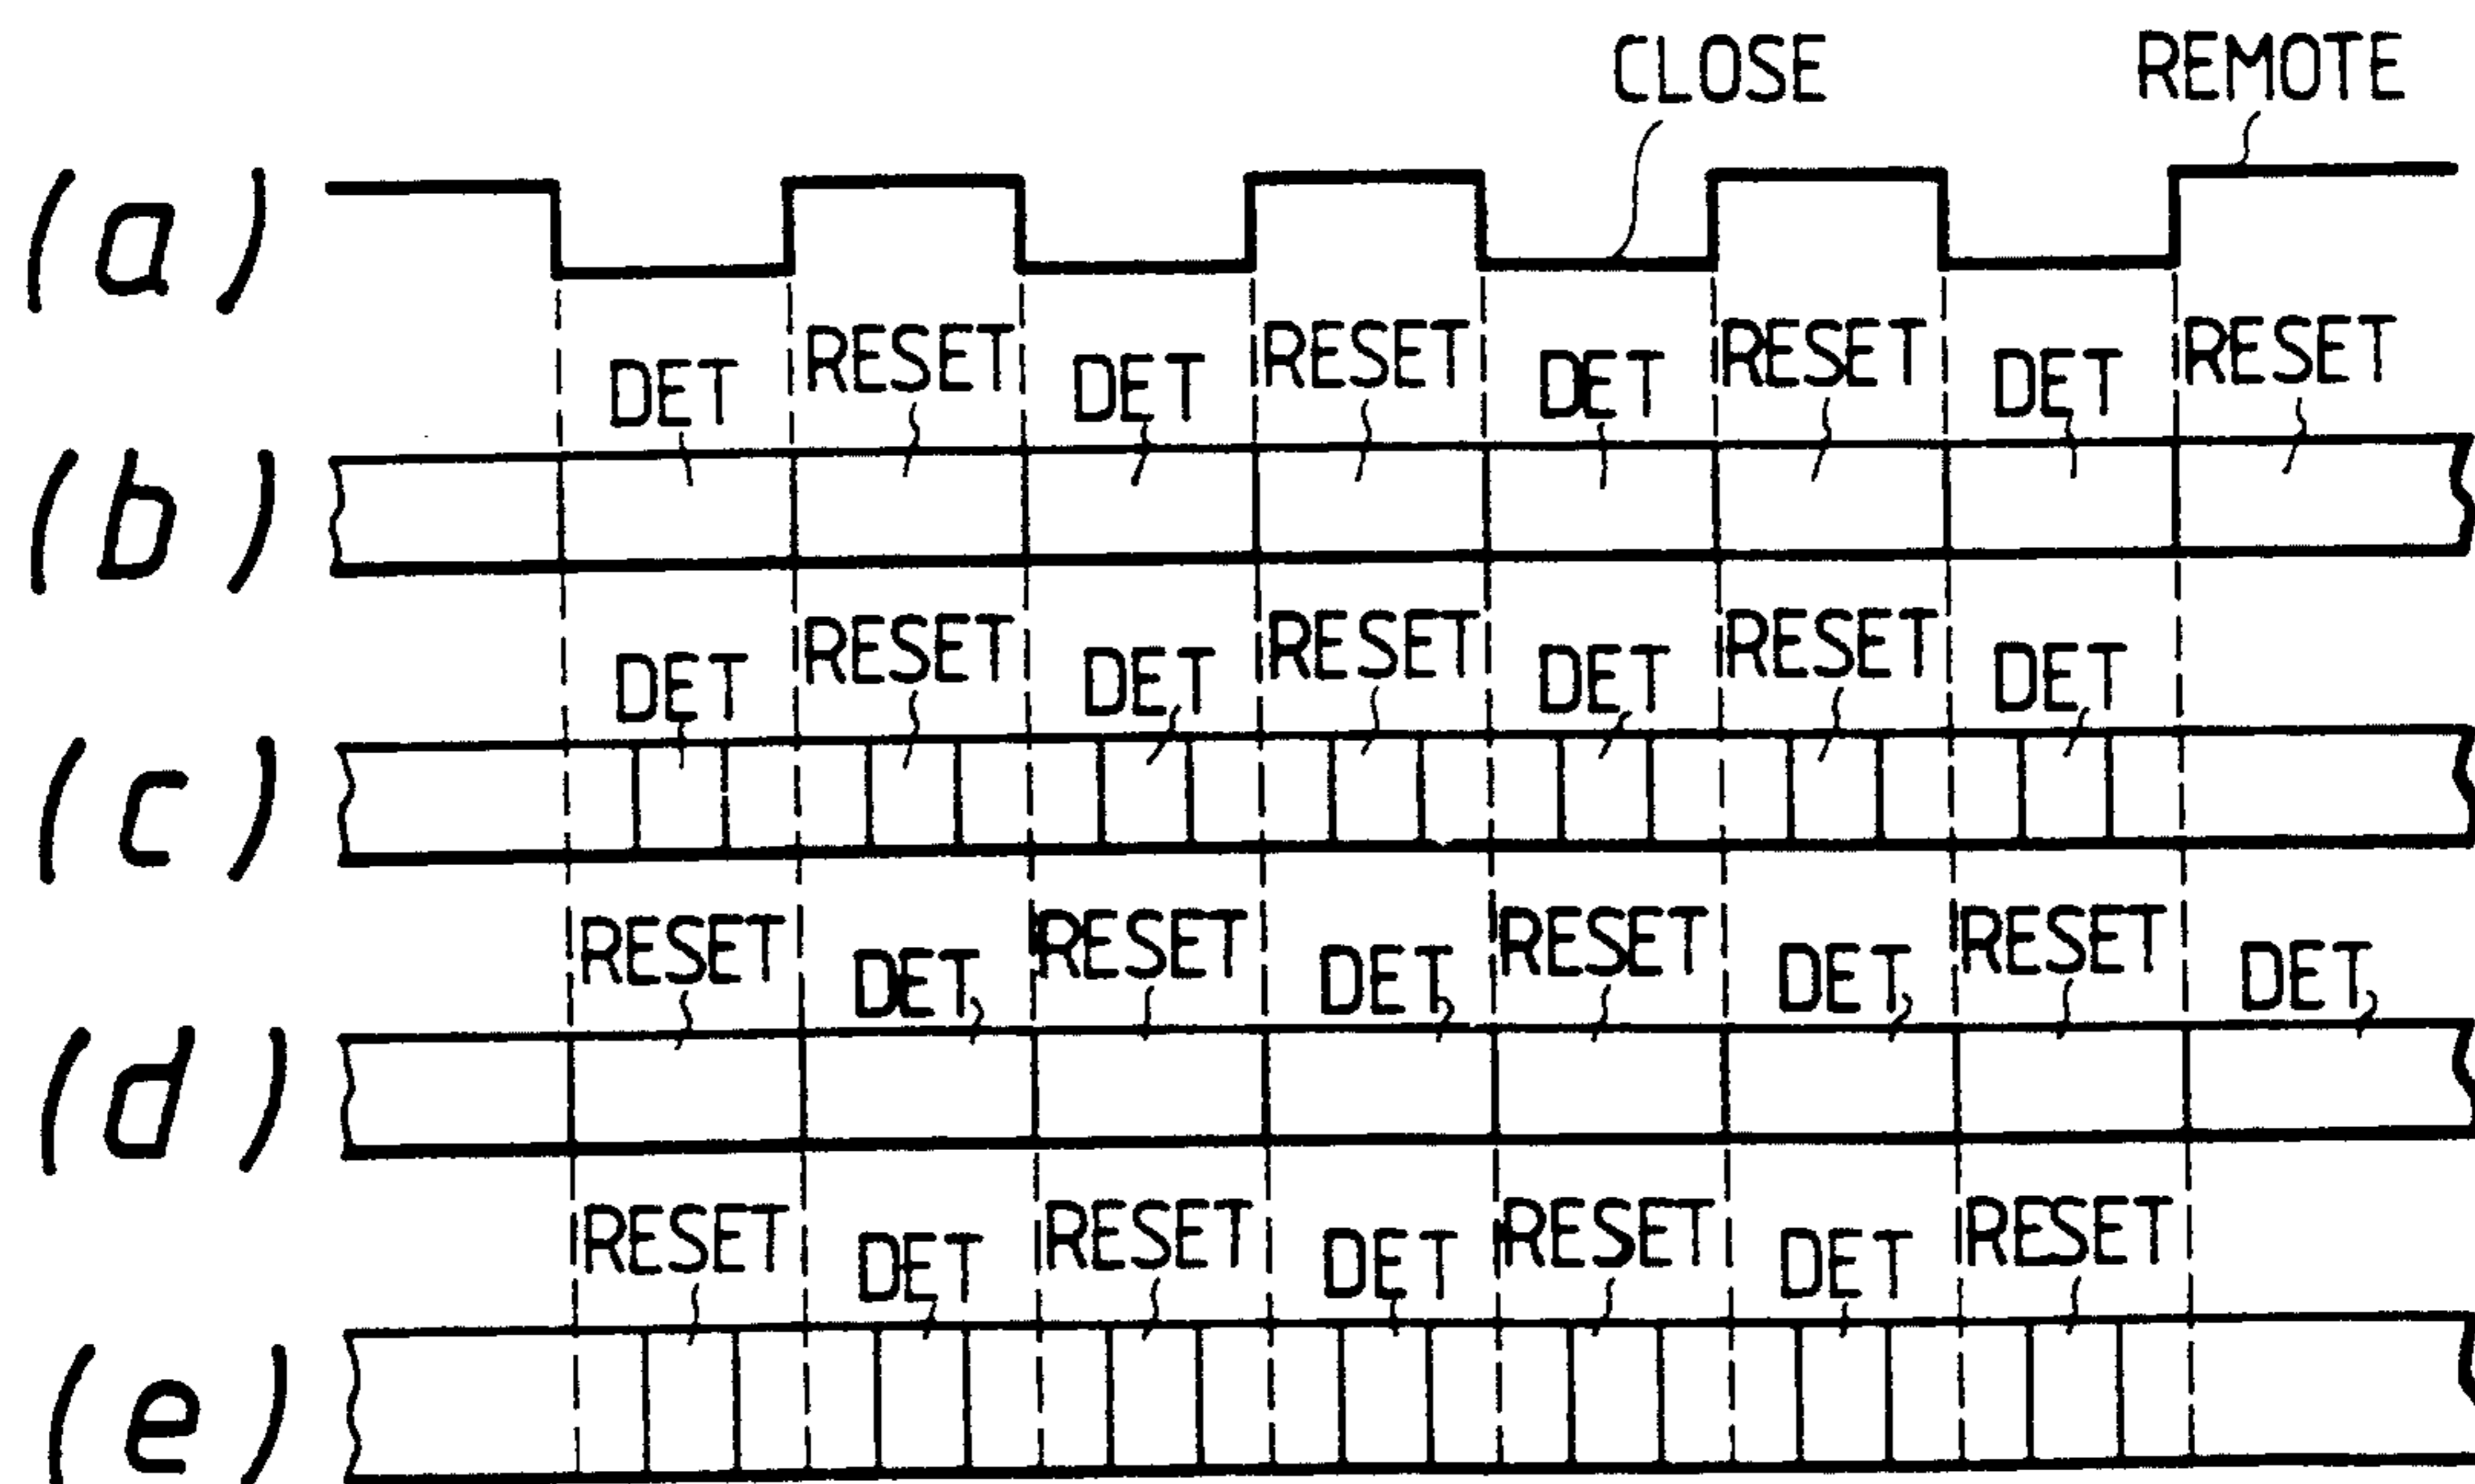 CLOSE REMOTE
(a)
DET RESET DET RESET DET RESET DET RESET
(b)
DET RESET DET RESET DET RESET DET
(c)
RESET DET RESET DET RESET DET RESET DET
(d)
RESET DET RESET DET RESET DET RESET
(e)